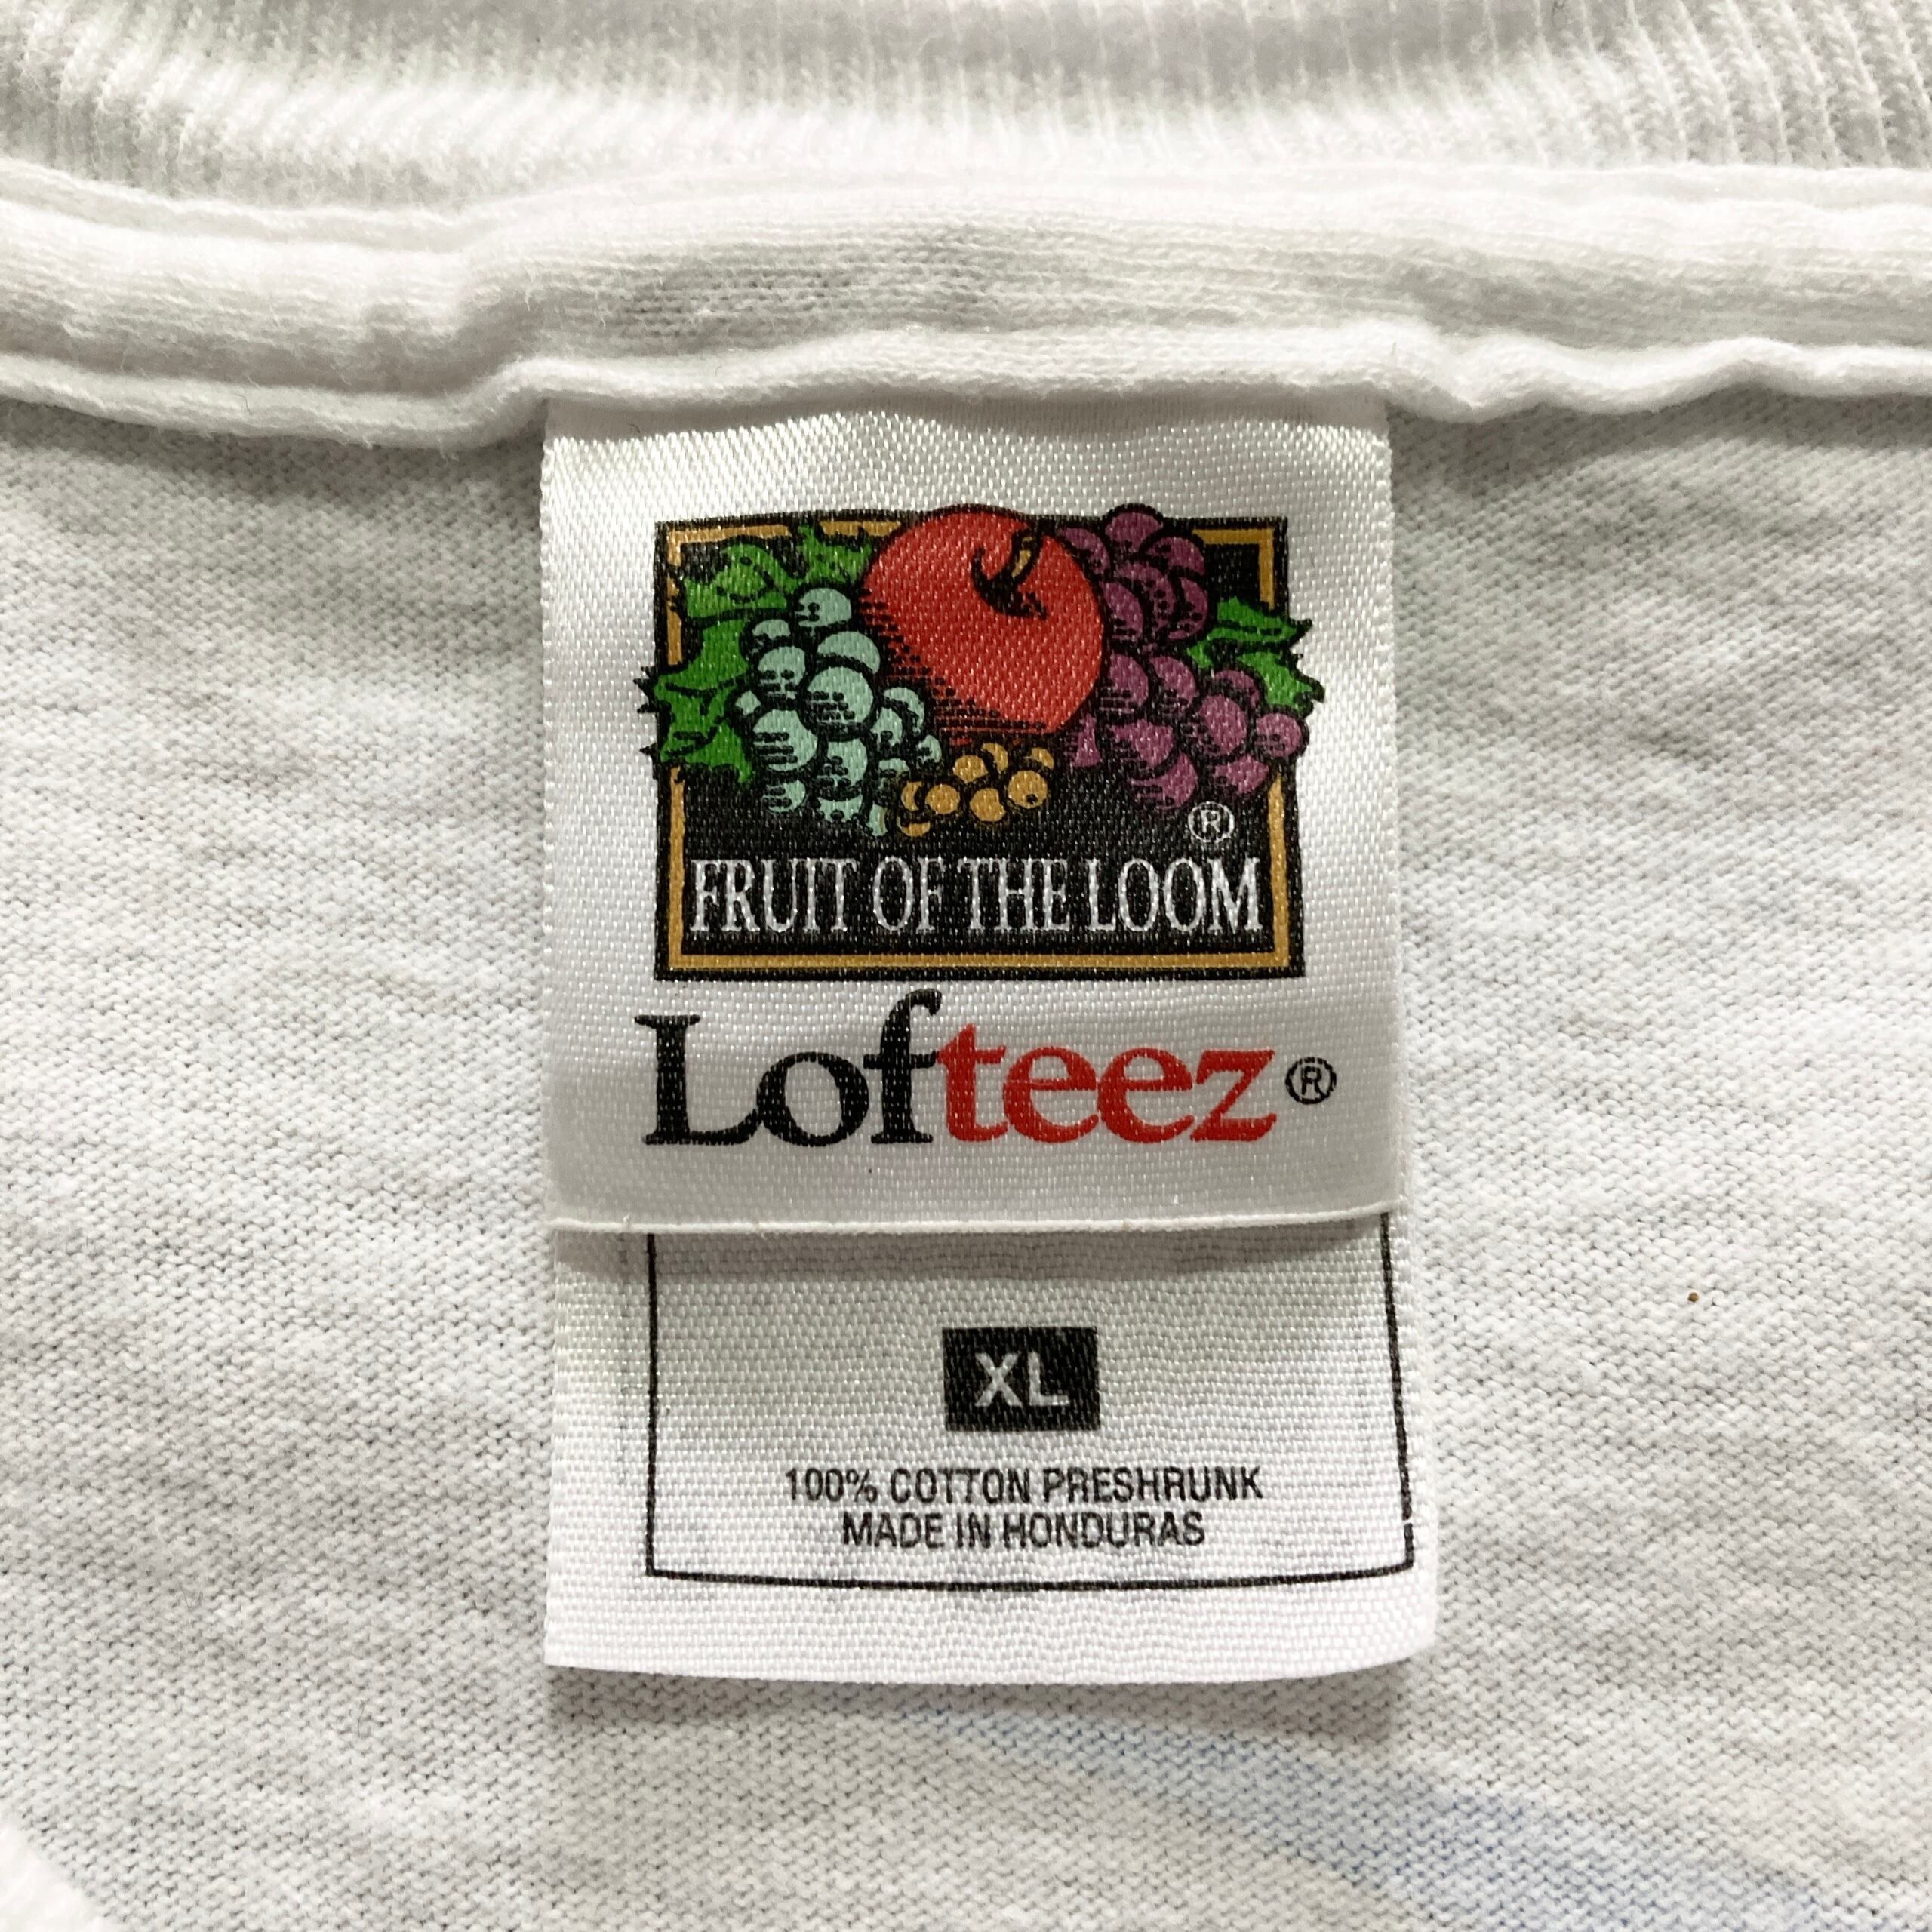 ®
FRUIT OF THE LOOM
Lofteez®
XL
100% COTTON PRESHRUNK
MADE IN HONDURAS